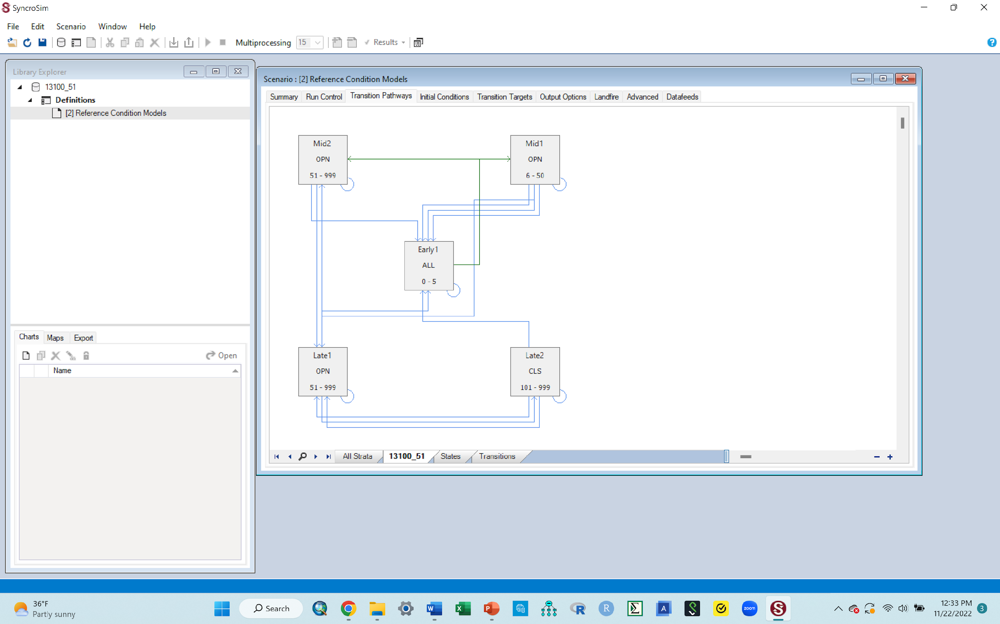 SyncroSim
File Edit Scenario Window Help
Multiprocessing 15 Results
Library Explorer
13100_51
Definitions
[2] Reference Condition Models
Charts Maps Export
Open
Name
Scenario : [2] Reference Condition Models
Summary Run Control Transition Pathways Initial Conditions Transition Targets Output Options Landfire Advanced Datafeeds
Mid2
OPN
51 - 999
Mid1
OPN
6 - 50
Early1
ALL
0 - 5
Late1
OPN
51 - 999
Late2
CLS
101 - 999
All Strata 13100_51 States Transitions
36°F
Partly sunny
Search
zoom
12:33 PM
11/22/2022
3